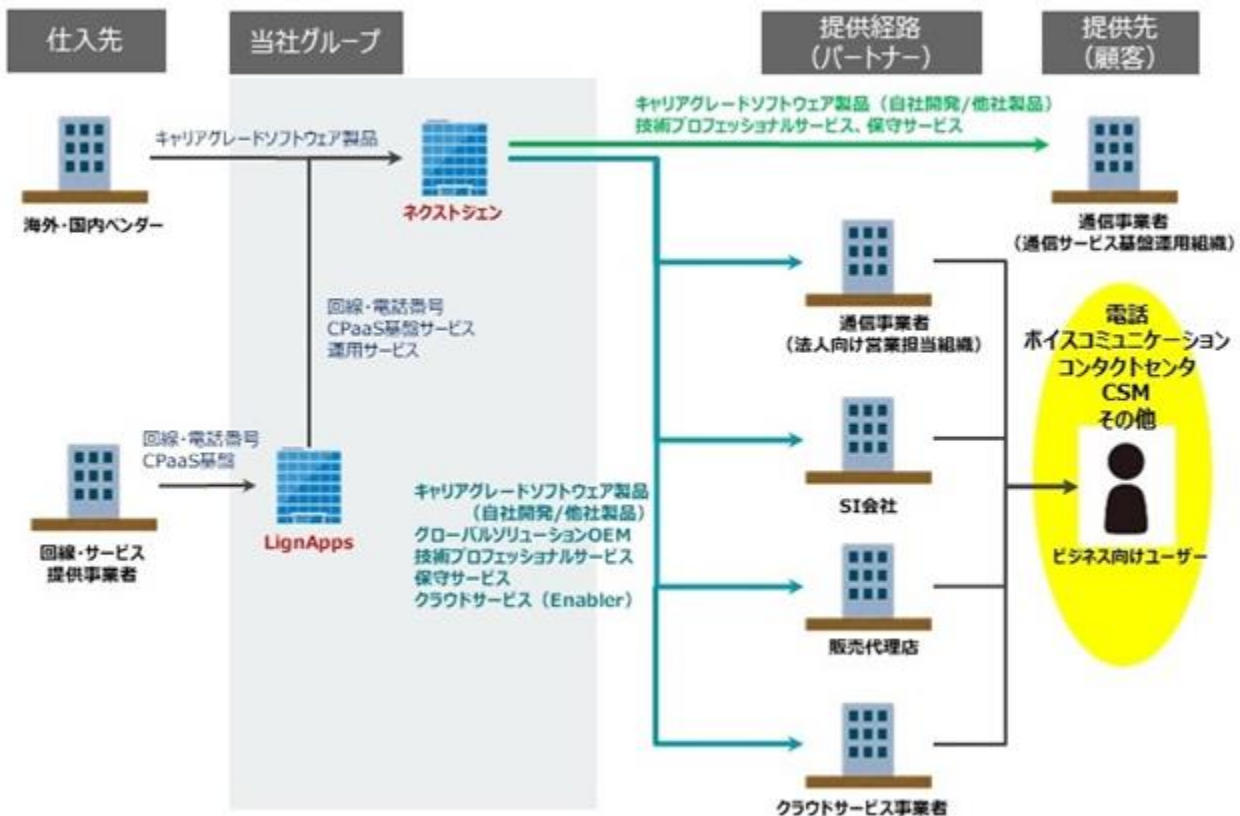 仕入先
当社グループ
提供経路
(パートナー)
提供先
(顧客)
キャリアグレードソフトウェア製品
海外・国内ベンダー
ネクストジェン
キャリアグレードソフトウェア製品（自社開発/他社製品）
技術プロフェッショナルサービス、保守サービス
通信事業者
（通信サービス基盤運用組織）
回線・電話番号
CPaaS基盤サービス
運用サービス
通信事業者
（法人向け営業担当組織）
回線・電話番号
CPaaS基盤
回線・サービス
提供事業者
LignApps
キャリアグレードソフトウェア製品
（自社開発/他社製品）
グローバルソリューションOEM
技術プロフェッショナルサービス
保守サービス
クラウドサービス（Enabler）
SI会社
販売代理店
クラウドサービス事業者
電話
ボイスコミュニケーション
コンタクトセンタ
CSM
その他
ビジネス向けユーザー